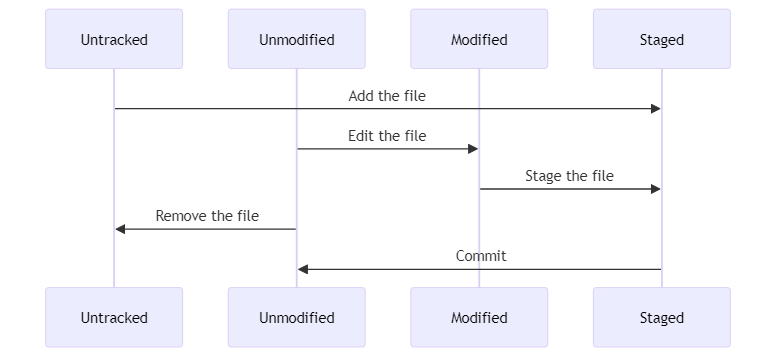 Untracked
Unmodified
Modified
Staged
Add the file
Edit the file
Stage the file
Remove the file
Commit
Untracked
Unmodified
Modified
Staged